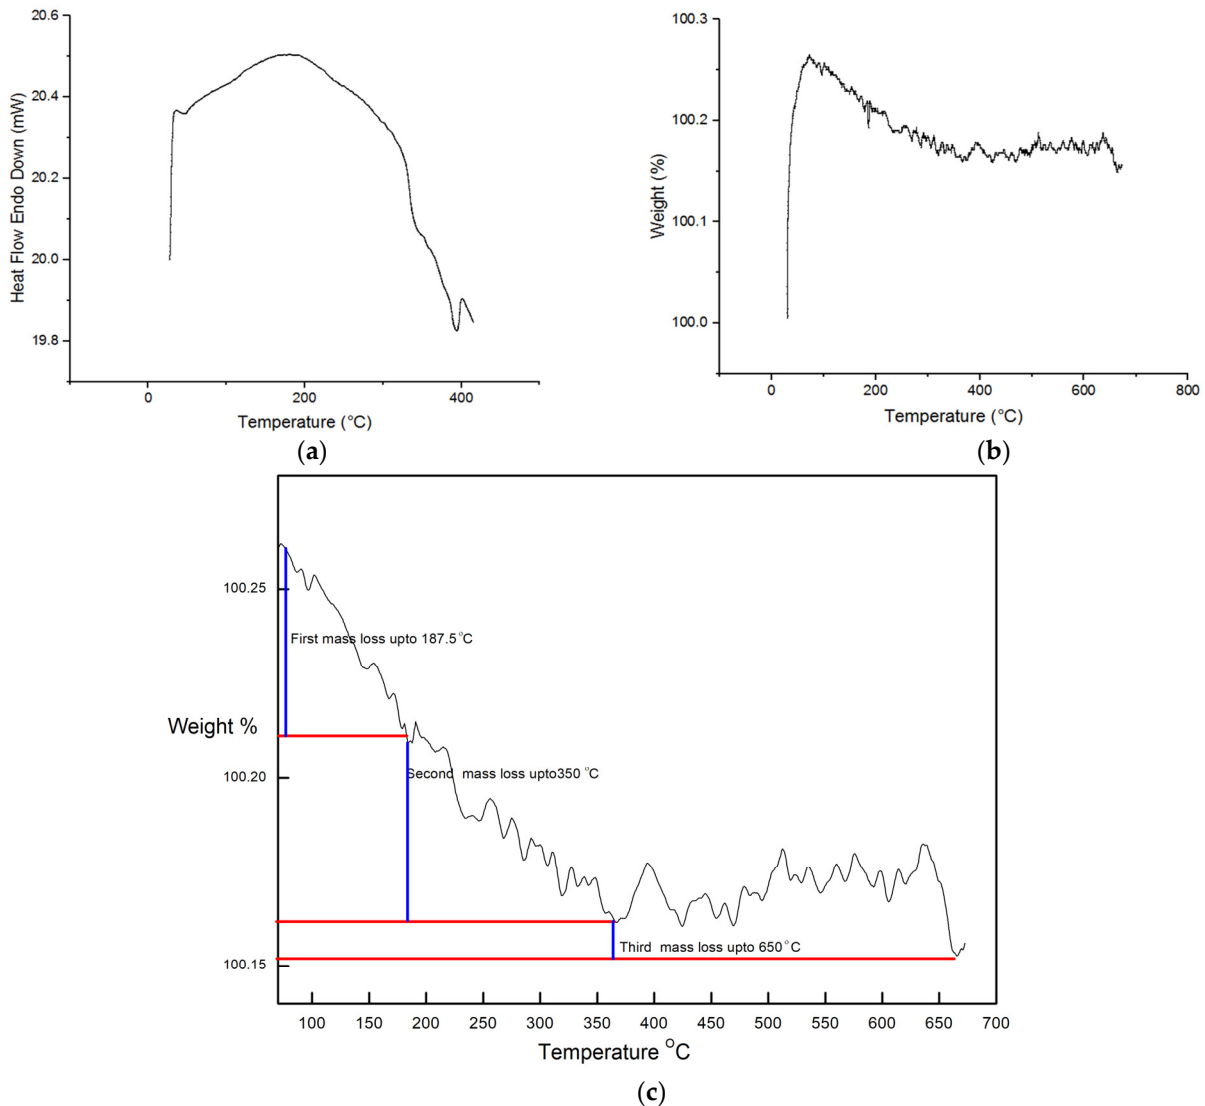 20.6
20.4
20.2
20.0
19.8
Heat Flow Endo Down (mW)
0
200
400
Temperature (°C)
(a)
100.3
100.2
100.1
100.0
Weight (%)
0
200
400
600
800
Temperature (°C)
(b)
100.25
First mass loss upto 187.5 °C
Weight %
Second mass loss upto350 °C
100.20
Third mass loss upto 650 °C
100.15
100 150 200 250 300 350 400 450 500 550 600 650 700
Temperature °C
(c)